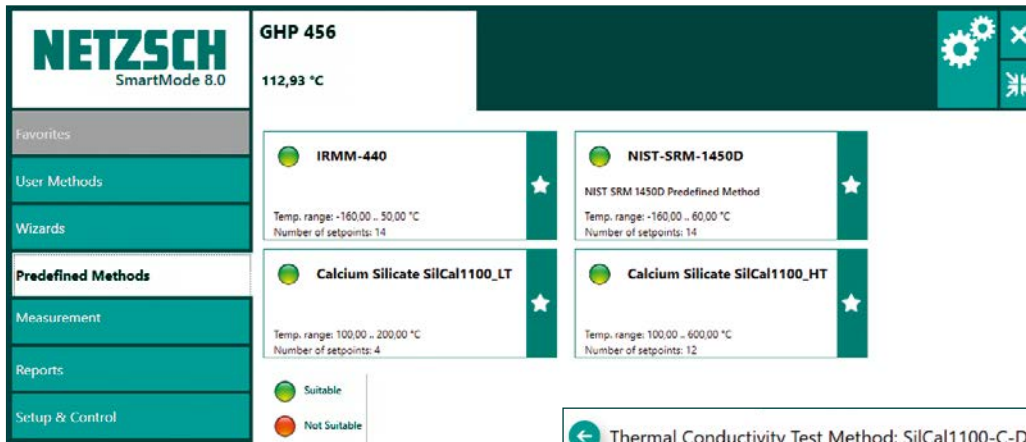 NETZSCH
SmartMode 8.0
GHP 456
112,93 °C
Favorites
User Methods
Wizards
Predefined Methods
Measurement
Reports
Setup & Control
IRMM-440
Temp. range: -160,00 .. 50,00 °C
Number of setpoints: 14
NIST-SRM-1450D
NIST SRM 1450D Predefined Method
Temp. range: -160,00 .. 60,00 °C
Number of setpoints: 14
Calcium Silicate SilCal1100_LT
Temp. range: 100,00 .. 200,00 °C
Number of setpoints: 4
Calcium Silicate SilCal1100_HT
Temp. range: 100,00 .. 600,00 °C
Number of setpoints: 12
Suitable
Not Suitable
Thermal Conductivity Test Method: SilCal1100-C-D